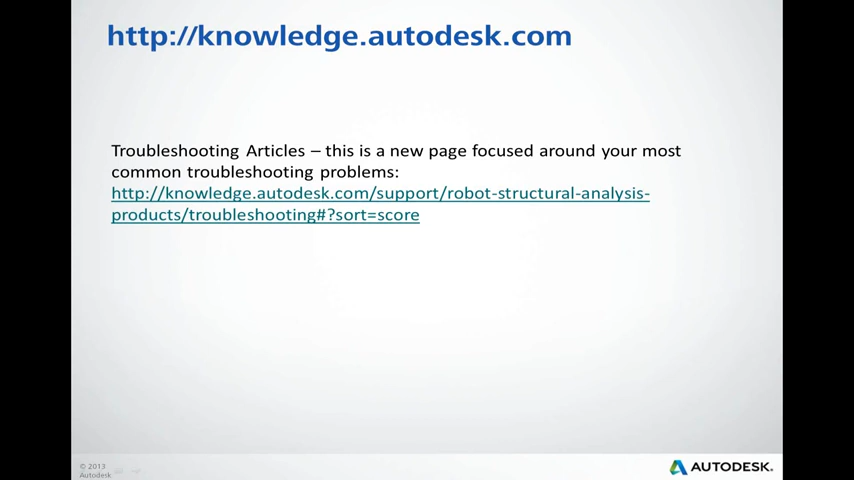 http://knowledge.autodesk.com
Troubleshooting Articles – this is a new page focused around your most
common troubleshooting problems:
http://knowledge.autodesk.com/support/robot-structural-analysis-
products/troubleshooting#?sort=score
© 2013
Autodesk
AUTODESK.